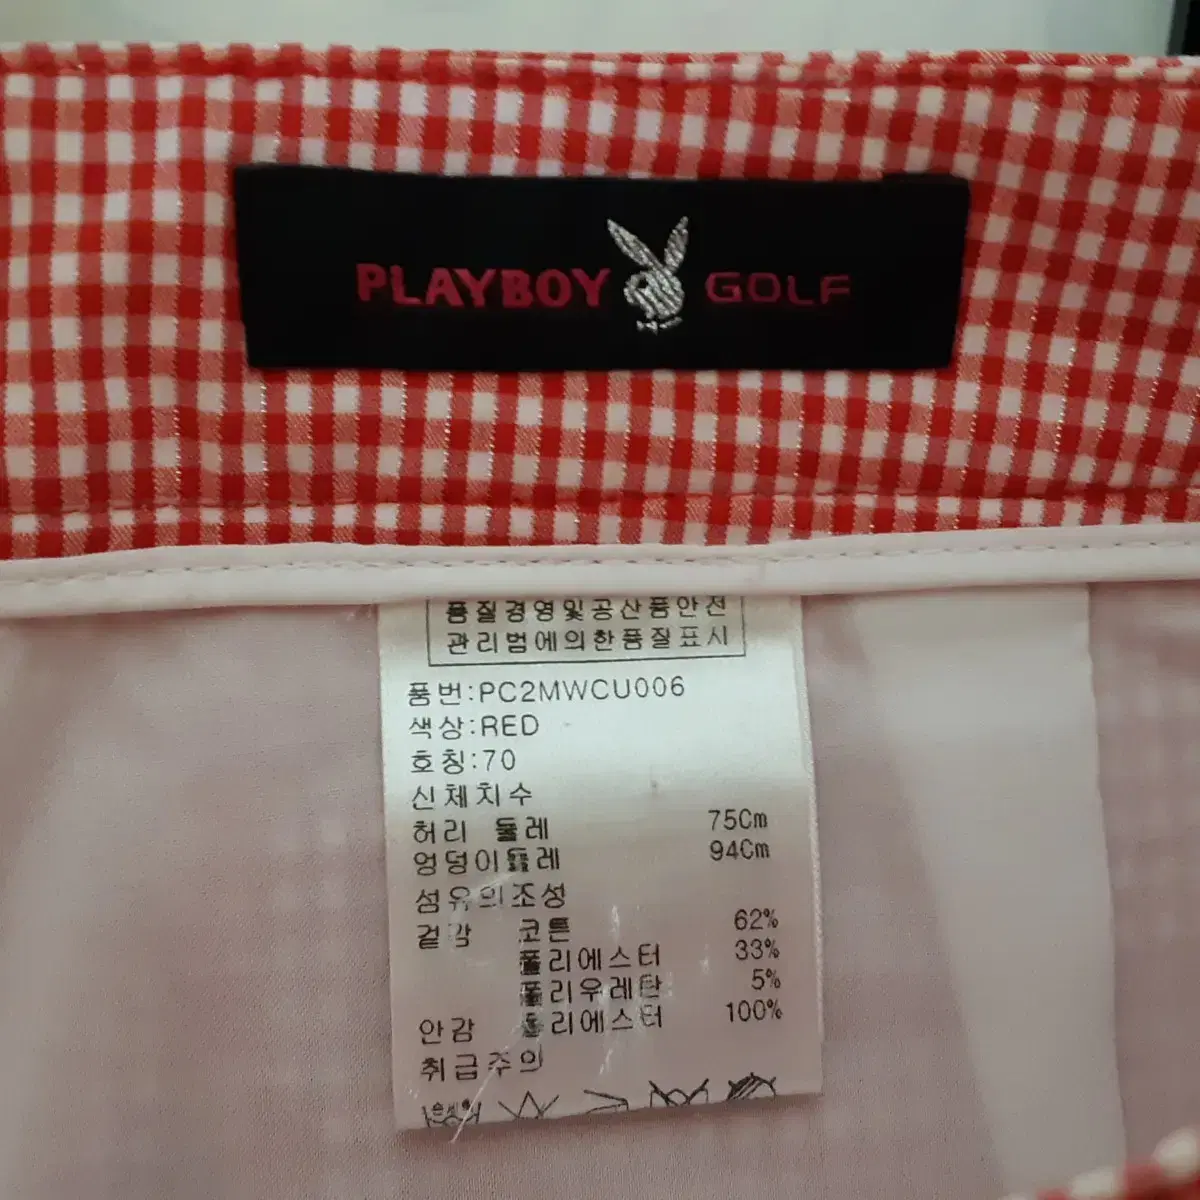 PLAYBOY GOLF
품질경영및공산품안전
관리법에의한품질표시
품번:PC2MWCU006
색상:RED
호칭:70
신체치수
허리 둘레 75Cm
엉덩이둘레 94Cm
섬유의조성
겉감 코튼 62%
폴리에스터 33%
폴리우레탄 5%
안감 폴리에스터 100%
취급주의